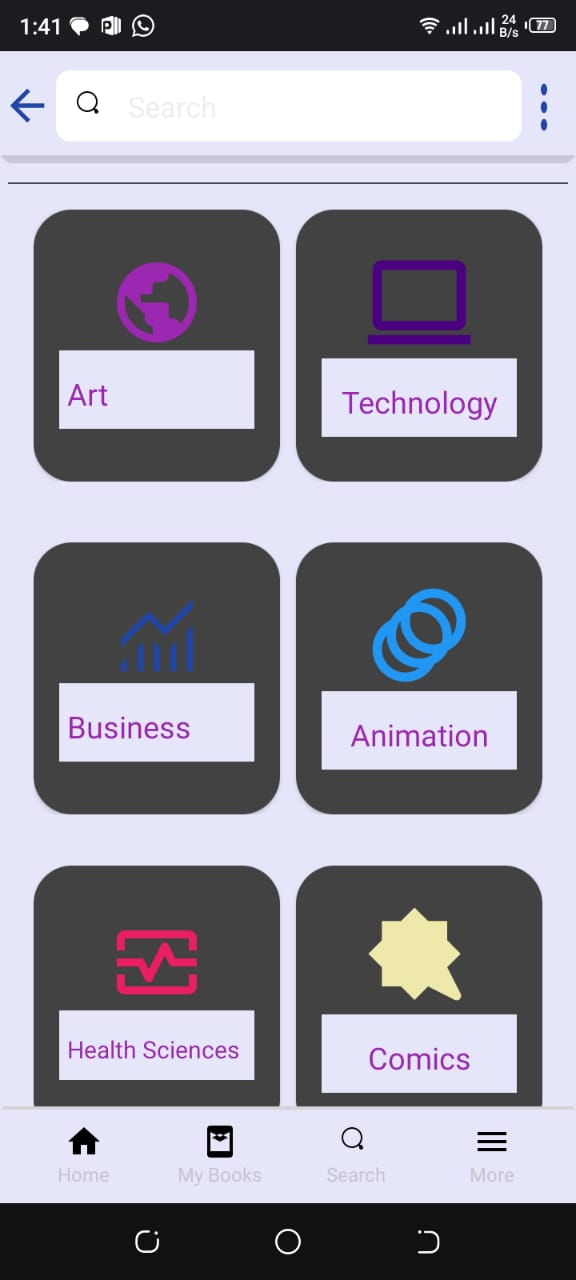 1:41 24 B/s 77
Search
Art Technology
Business Animation
Health Sciences Comics
Home My Books Search More